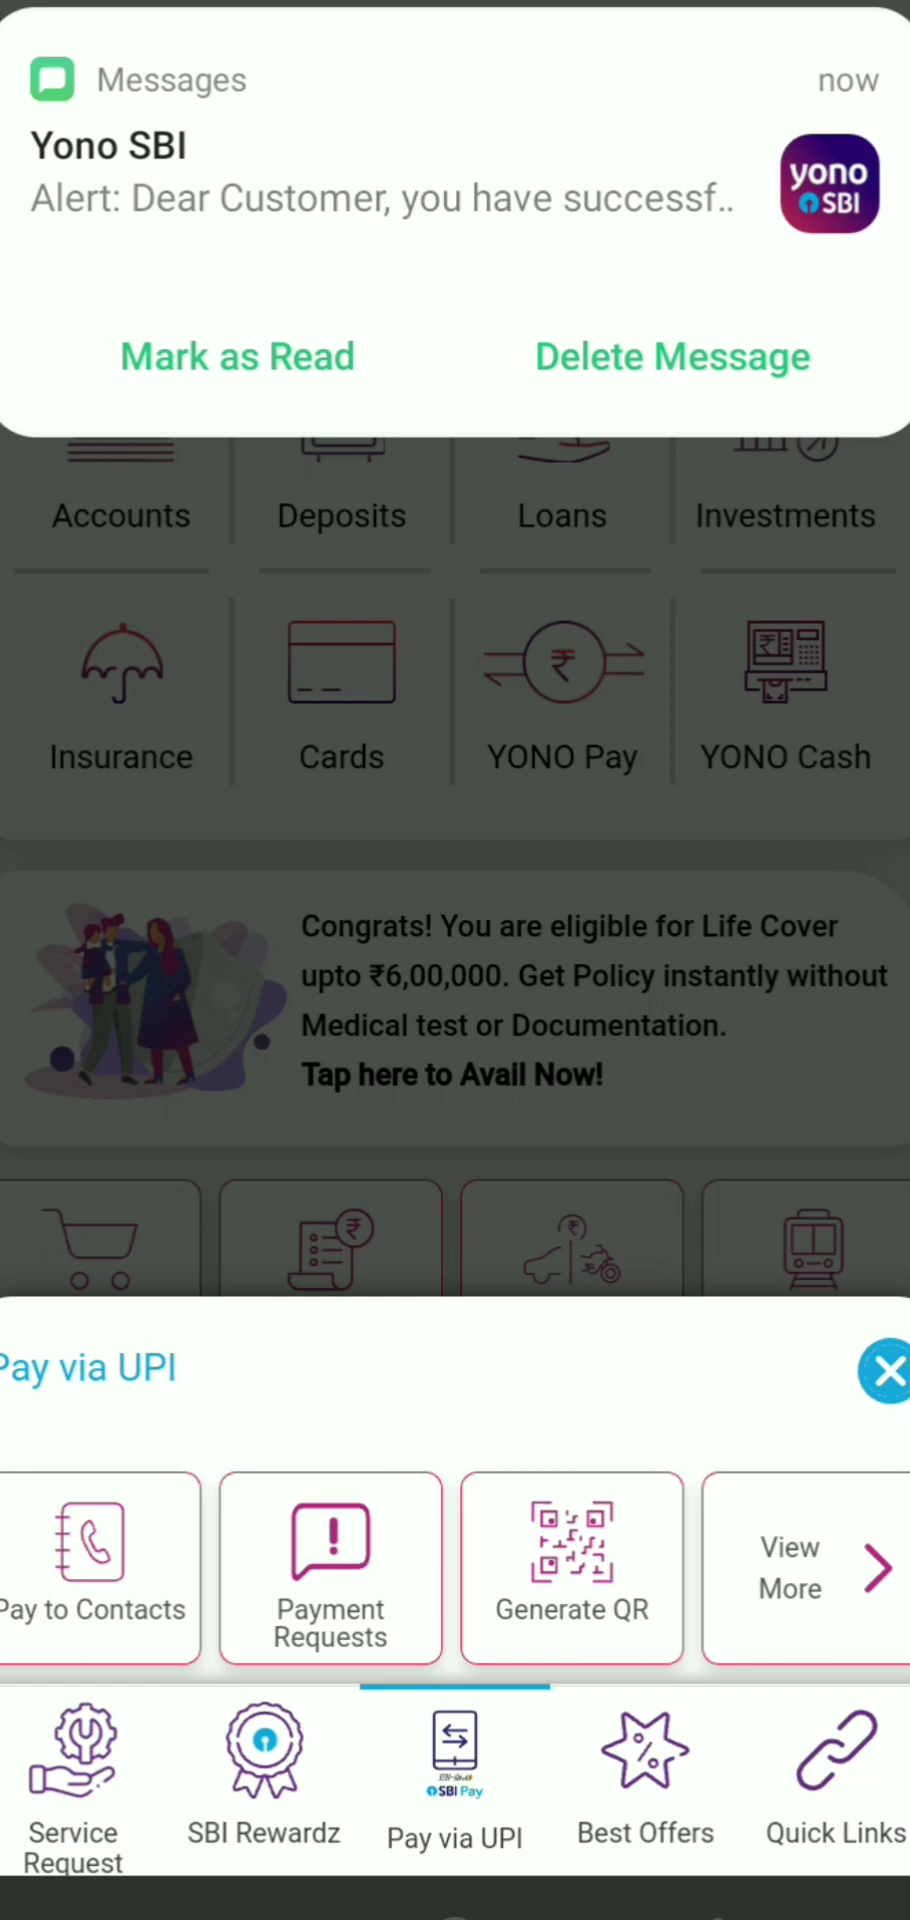 Messages now
Yono SBI
Alert: Dear Customer, you have successf..
yono
SBI
Mark as Read Delete Message
Accounts Deposits Loans Investments
Insurance Cards YONO Pay YONO Cash
Congrats! You are eligible for Life Cover
upto ₹6,00,000. Get Policy instantly without
Medical test or Documentation.
Tap here to Avail Now!
Pay via UPI
Pay to Contacts
Payment
Requests
Generate QR
View
More
SBI Pay
Service
Request
SBI Rewardz
Pay via UPI
Best Offers
Quick Links